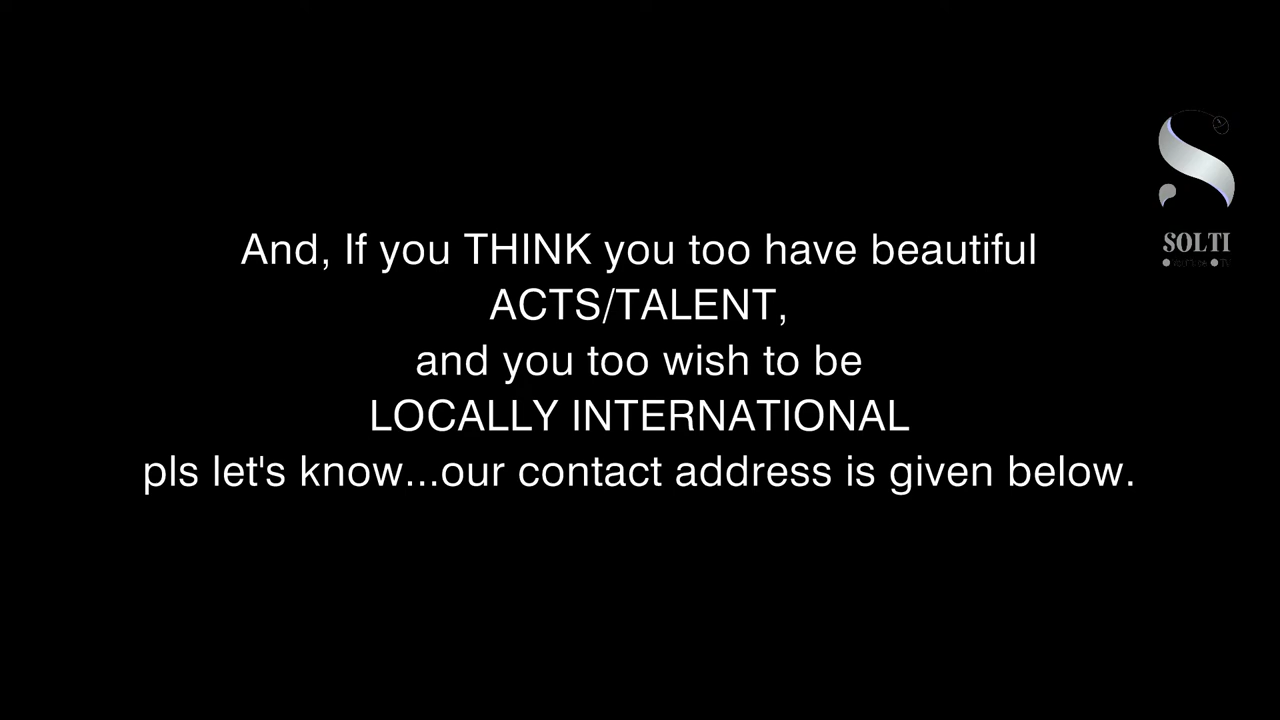 And, If you THINK you too have beautiful
ACTS/TALENT,
and you too wish to be
LOCALLY INTERNATIONAL
pls let's know...our contact address is given below.
SOLTI
TV